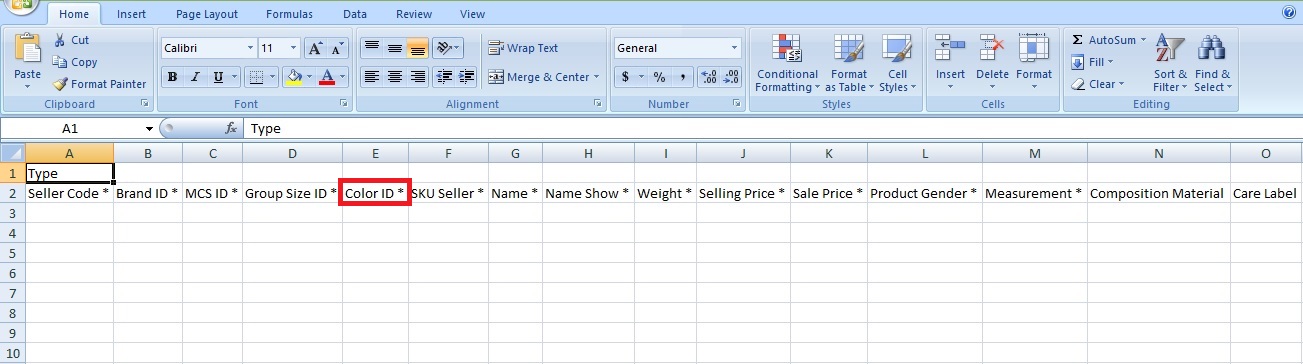 Home Insert Page Layout Formulas Data Review View
Cut
Copy
Format Painter
Paste
Clipboard
Calibri 11 A A
B I U A
Font
Wrap Text
Merge & Center
Alignment
General
$ % ,
Number
Conditional Formatting
Format as Table
Cell Styles
Styles
Insert Delete Format
Cells
Σ AutoSum
Fill
Clear
Sort & Filter
Find & Select
Editing
A1 fx Type
A B C D E F G H I J K L M N O
1 Type
2 Seller Code * Brand ID * MCS ID * Group Size ID * Color ID * SKU Seller * Name * Name Show * Weight * Selling Price * Sale Price * Product Gender * Measurement * Composition Material Care Label
3
4
5
6
7
8
9
10